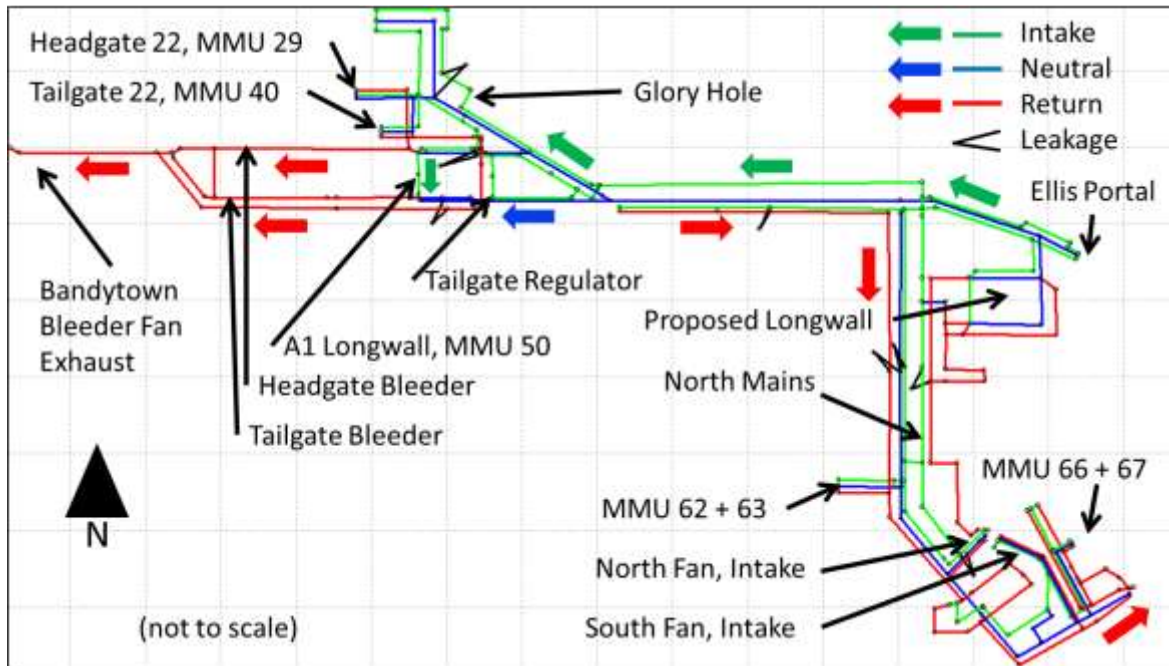 Headgate 22, MMU 29
Tailgate 22, MMU 40
Glory Hole
Intake
Neutral
Return
Leakage
Ellis Portal
Tailgate Regulator
Bandytown
Bleeder Fan
Exhaust
A1 Longwall, MMU 50
Headgate Bleeder
Tailgate Bleeder
Proposed Longwall
North Mains
MMU 66 + 67
MMU 62 + 63
N
North Fan, Intake
South Fan, Intake
(not to scale)